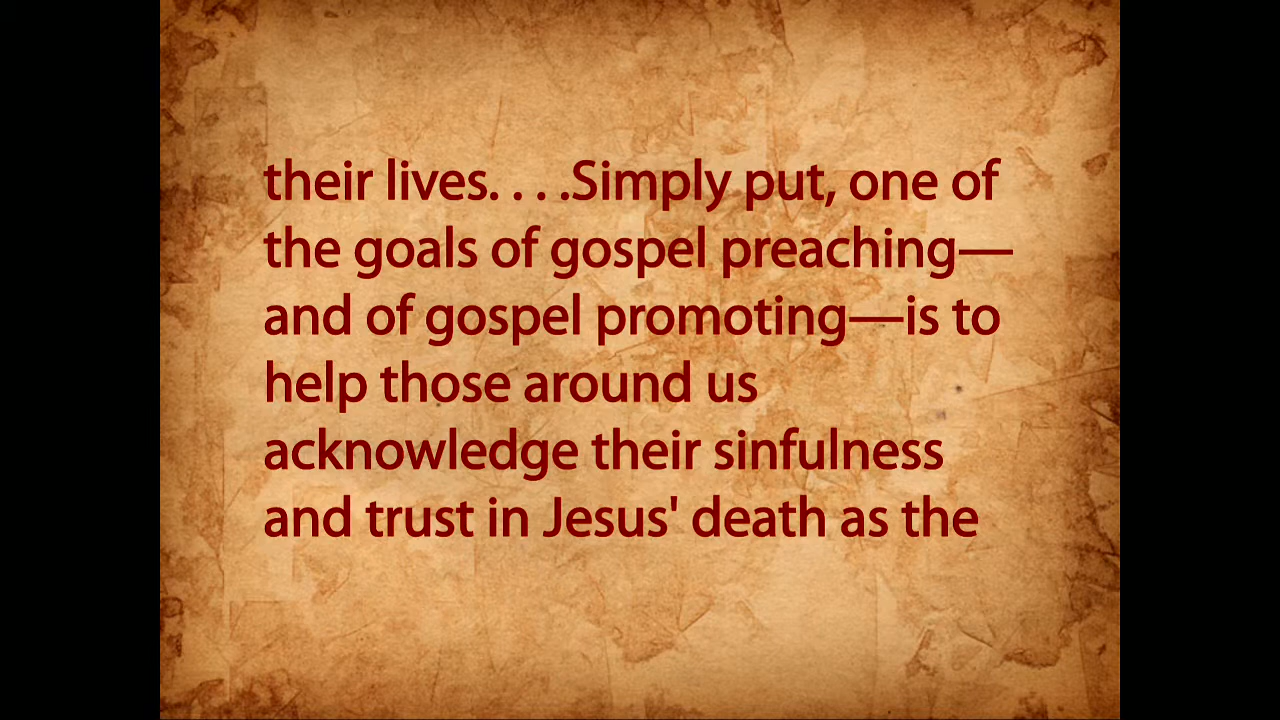 their lives. . . .Simply put, one of
the goals of gospel preaching—
and of gospel promoting—is to
help those around us
acknowledge their sinfulness
and trust in Jesus' death as the